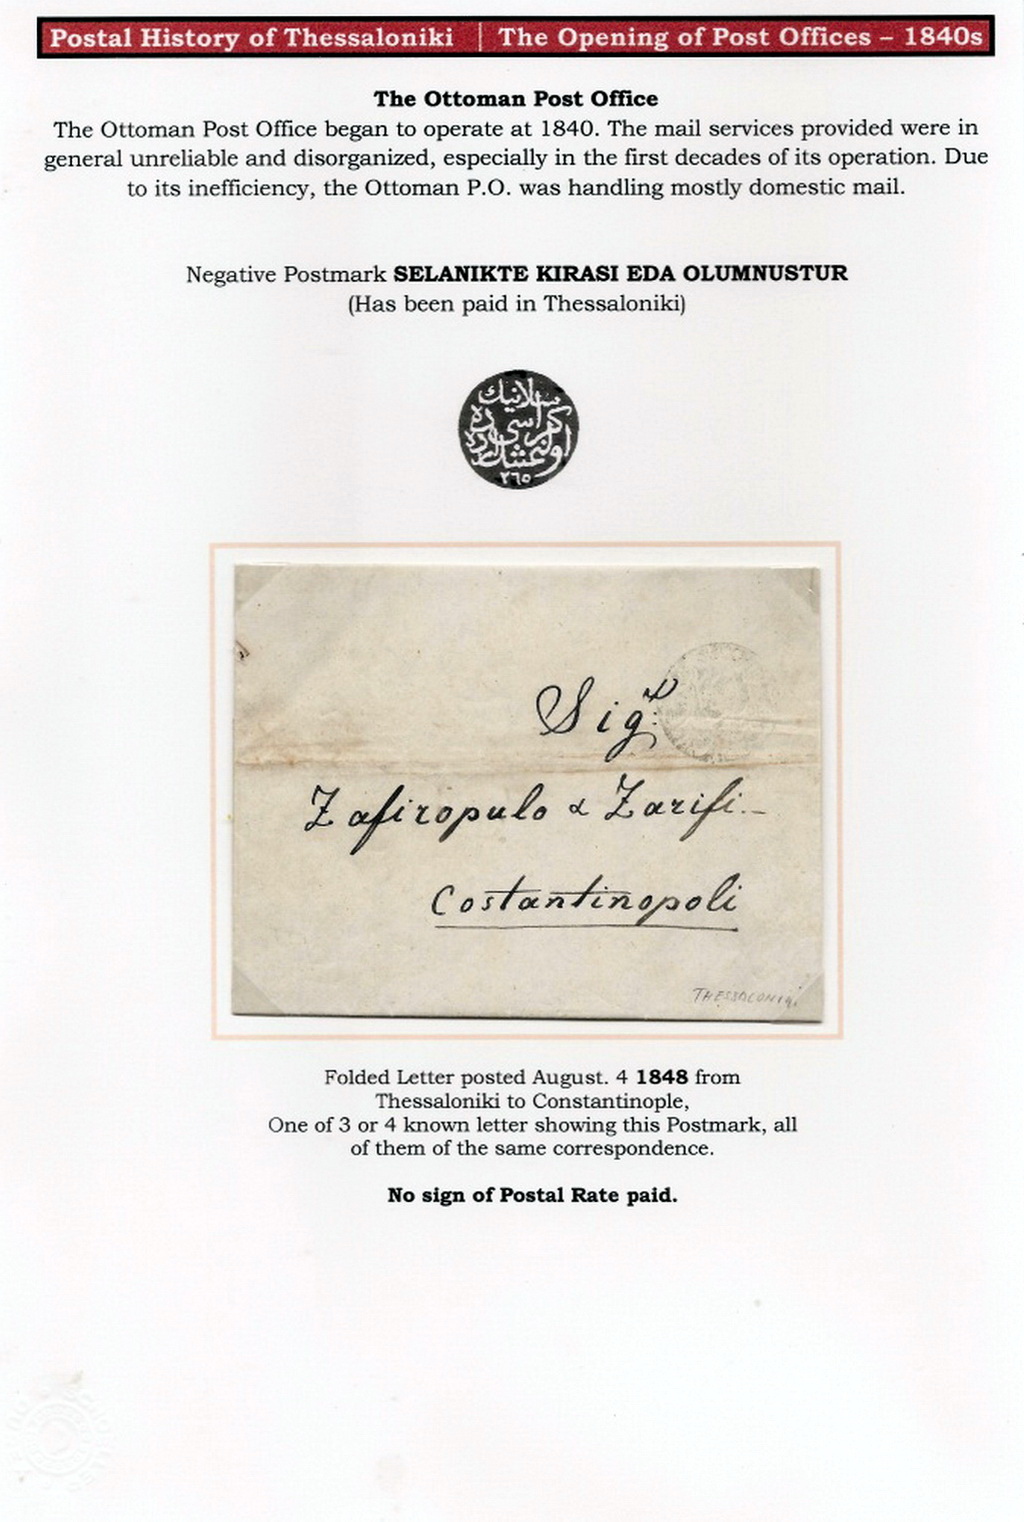 Postal History of Thessaloniki | The Opening of Post Offices – 1840s
The Ottoman Post Office
The Ottoman Post Office began to operate at 1840. The mail services provided were in
general unreliable and disorganized, especially in the first decades of its operation. Due
to its inefficiency, the Ottoman P.O. was handling mostly domestic mail.
Negative Postmark SELANIKTE KIRASI EDA OLUMNUSTUR
(Has been paid in Thessaloniki)
سلانيك
٢٦٥
Sig.ri
Zafiropulo & Zarifi.–
Costantinopoli
THESSALONIKI
Folded Letter posted August. 4 1848 from
Thessaloniki to Constantinople,
One of 3 or 4 known letter showing this Postmark, all
of them of the same correspondence.
No sign of Postal Rate paid.